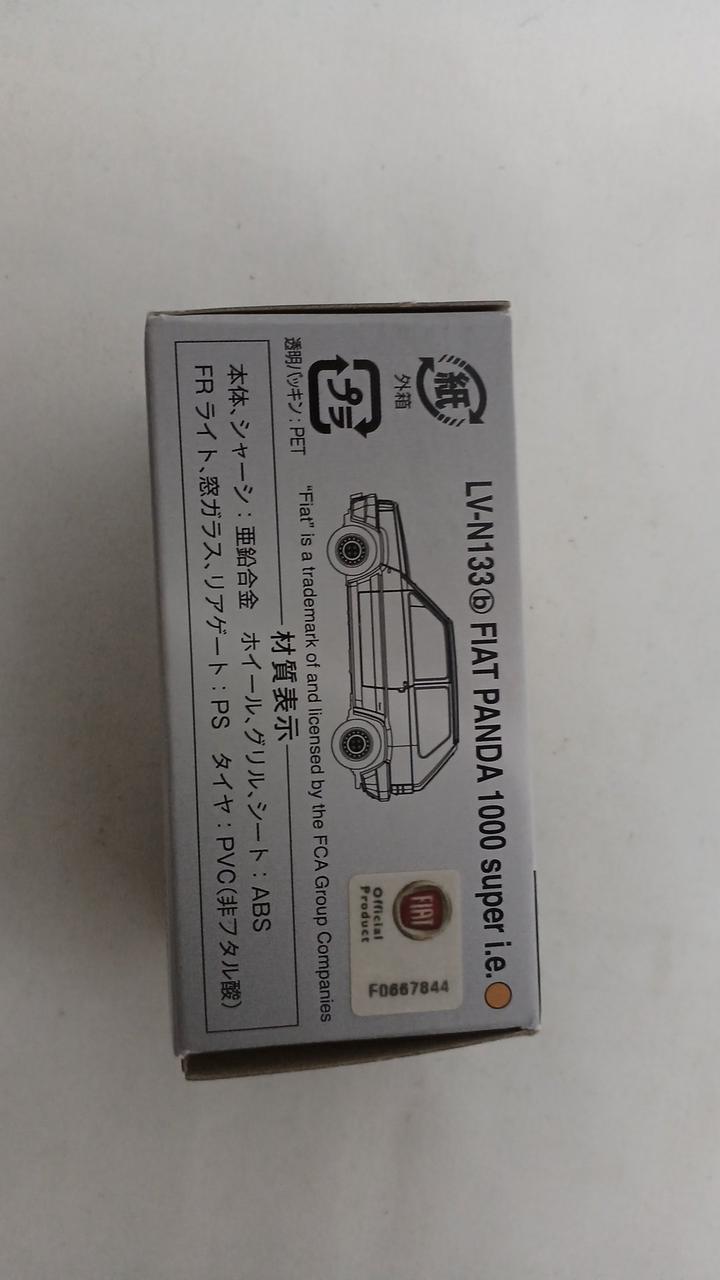 LV-N133ⓑ FIAT PANDA 1000 super i.e.
紙
外箱
プラ
透明パッキン：PET
FIAT
Official
Product
F0667844
"Fiat" is a trademark of and licensed by the FCA Group Companies
材質表示
本体、シャーシ：亜鉛合金　ホイール、グリル、シート：ABS
FR ライト、窓ガラス、リアゲート：PS　タイヤ：PVC（非フタル酸）